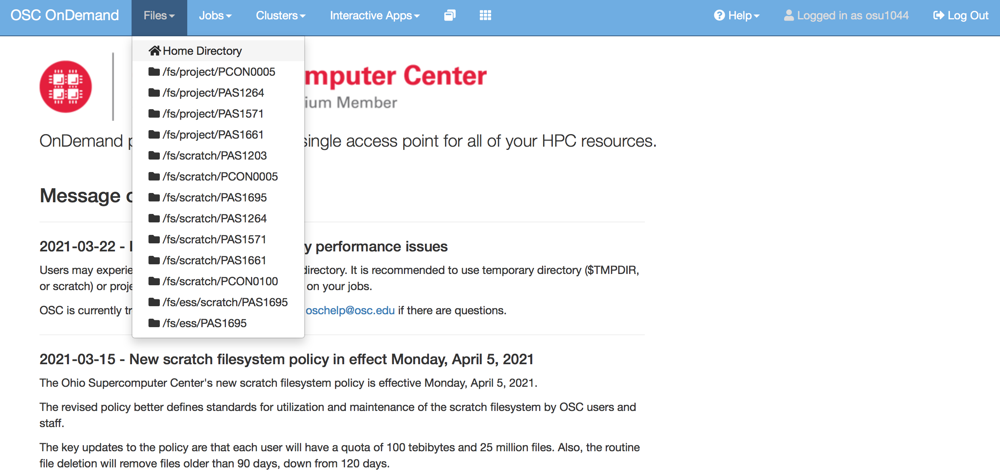 OSC OnDemand Files Jobs Clusters Interactive Apps Help Logged in as osu1044 Log Out
Home Directory
/fs/project/PCON0005
/fs/project/PAS1264
/fs/project/PAS1571
/fs/project/PAS1661
/fs/scratch/PAS1203
/fs/scratch/PCON0005
/fs/scratch/PAS1695
/fs/scratch/PAS1264
/fs/scratch/PAS1571
/fs/scratch/PAS1661
/fs/scratch/PCON0100
/fs/ess/scratch/PAS1695
/fs/ess/PAS1695
mputer Center
ium Member
OnDemand single access point for all of your HPC resources.
Message
2021-03-22 - y performance issues
Users may experie directory. It is recommended to use temporary directory ($TMPDIR,
or scratch) or proje on your jobs.
OSC is currently tr oschelp@osc.edu if there are questions.
2021-03-15 - New scratch filesystem policy in effect Monday, April 5, 2021
The Ohio Supercomputer Center's new scratch filesystem policy is effective Monday, April 5, 2021.
The revised policy better defines standards for utilization and maintenance of the scratch filesystem by OSC users and
staff.
The key updates to the policy are that each user will have a quota of 100 tebibytes and 25 million files. Also, the routine
file deletion will remove files older than 90 days, down from 120 days.